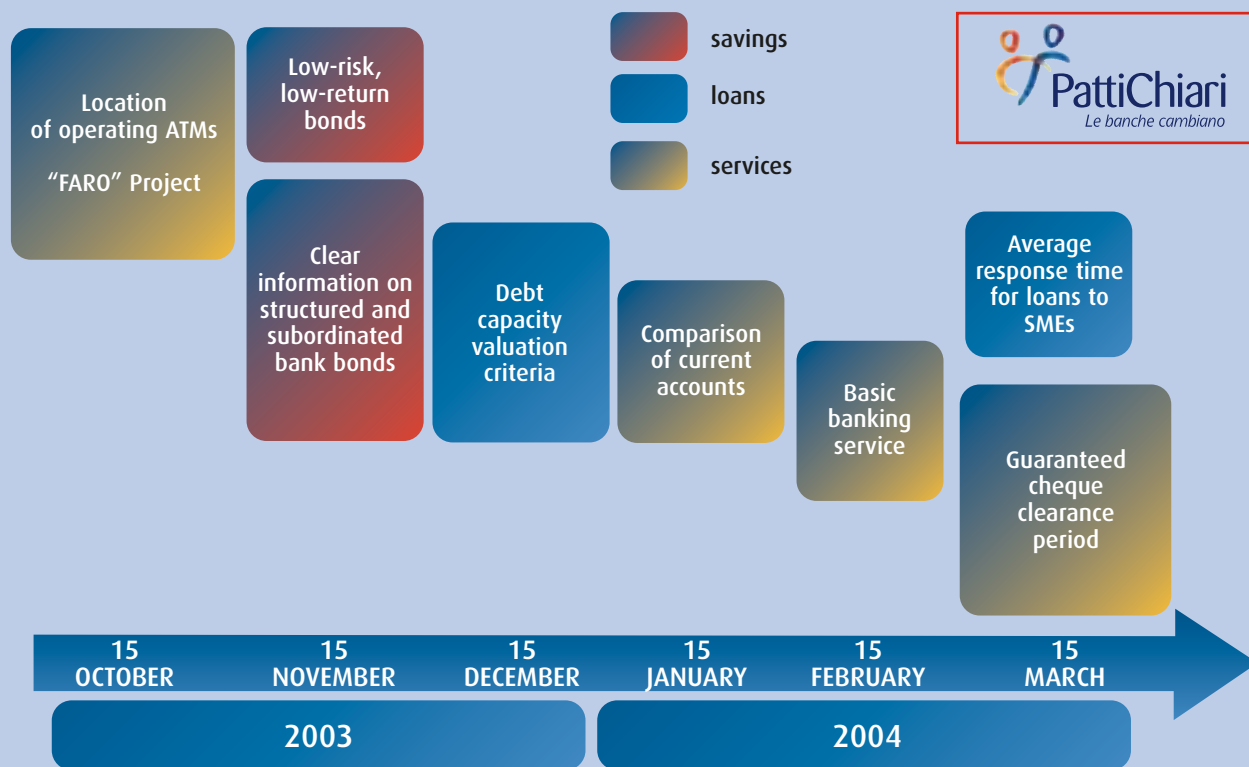 Location
of operating ATMs
“FARO” Project
Low-risk,
low-return
bonds
Clear
information on
structured and
subordinated
bank bonds
savings
loans
services
PattiChiari
Le banche cambiano
Debt
capacity
valuation
criteria
Comparison
of current
accounts
Basic
banking
service
Average
response time
for loans to
SMEs
Guaranteed
cheque
clearance
period
15
OCTOBER
15
NOVEMBER
15
DECEMBER
15
JANUARY
15
FEBRUARY
15
MARCH
2003
2004